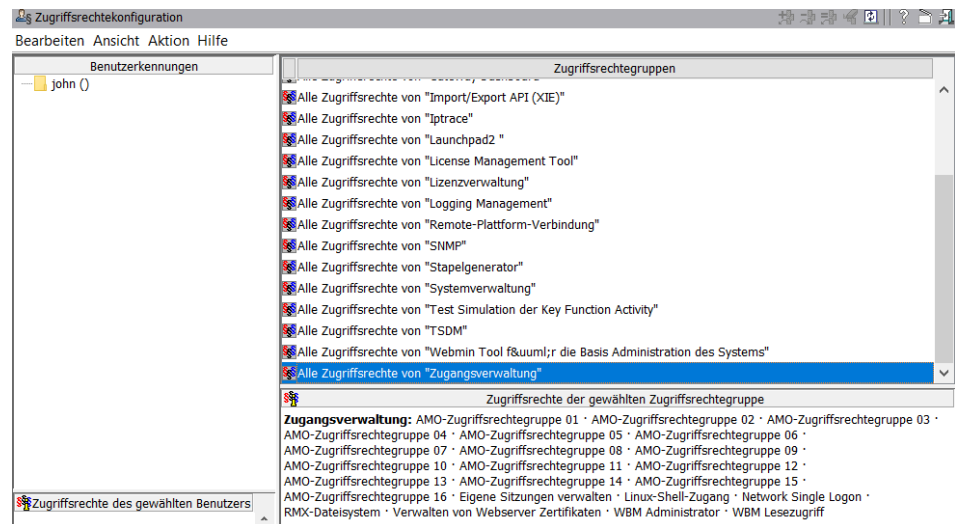 Zugriffsrechtekonfiguration
Bearbeiten Ansicht Aktion Hilfe
Benutzerkennungen
john ()
Zugriffsrechtegruppen
Alle Zugriffsrechte von "Import/Export API (XIE)"
Alle Zugriffsrechte von "Iptrace"
Alle Zugriffsrechte von "Launchpad2 "
Alle Zugriffsrechte von "License Management Tool"
Alle Zugriffsrechte von "Lizenzverwaltung"
Alle Zugriffsrechte von "Logging Management"
Alle Zugriffsrechte von "Remote-Plattform-Verbindung"
Alle Zugriffsrechte von "SNMP"
Alle Zugriffsrechte von "Stapelgenerator"
Alle Zugriffsrechte von "Systemverwaltung"
Alle Zugriffsrechte von "Test Simulation der Key Function Activity"
Alle Zugriffsrechte von "TSDM"
Alle Zugriffsrechte von "Webmin Tool f&uuml;r die Basis Administration des Systems"
Alle Zugriffsrechte von "Zugangsverwaltung"
Zugriffsrechte der gewählten Zugriffsrechtegruppe
Zugangsverwaltung: AMO-Zugriffsrechtegruppe 01 · AMO-Zugriffsrechtegruppe 02 · AMO-Zugriffsrechtegruppe 03 ·
AMO-Zugriffsrechtegruppe 04 · AMO-Zugriffsrechtegruppe 05 · AMO-Zugriffsrechtegruppe 06 ·
AMO-Zugriffsrechtegruppe 07 · AMO-Zugriffsrechtegruppe 08 · AMO-Zugriffsrechtegruppe 09 ·
AMO-Zugriffsrechtegruppe 10 · AMO-Zugriffsrechtegruppe 11 · AMO-Zugriffsrechtegruppe 12 ·
AMO-Zugriffsrechtegruppe 13 · AMO-Zugriffsrechtegruppe 14 · AMO-Zugriffsrechtegruppe 15 ·
AMO-Zugriffsrechtegruppe 16 · Eigene Sitzungen verwalten · Linux-Shell-Zugang · Network Single Logon ·
RMX-Dateisystem · Verwalten von Webserver Zertifikaten · WBM Administrator · WBM Lesezugriff
Zugriffsrechte des gewählten Benutzers